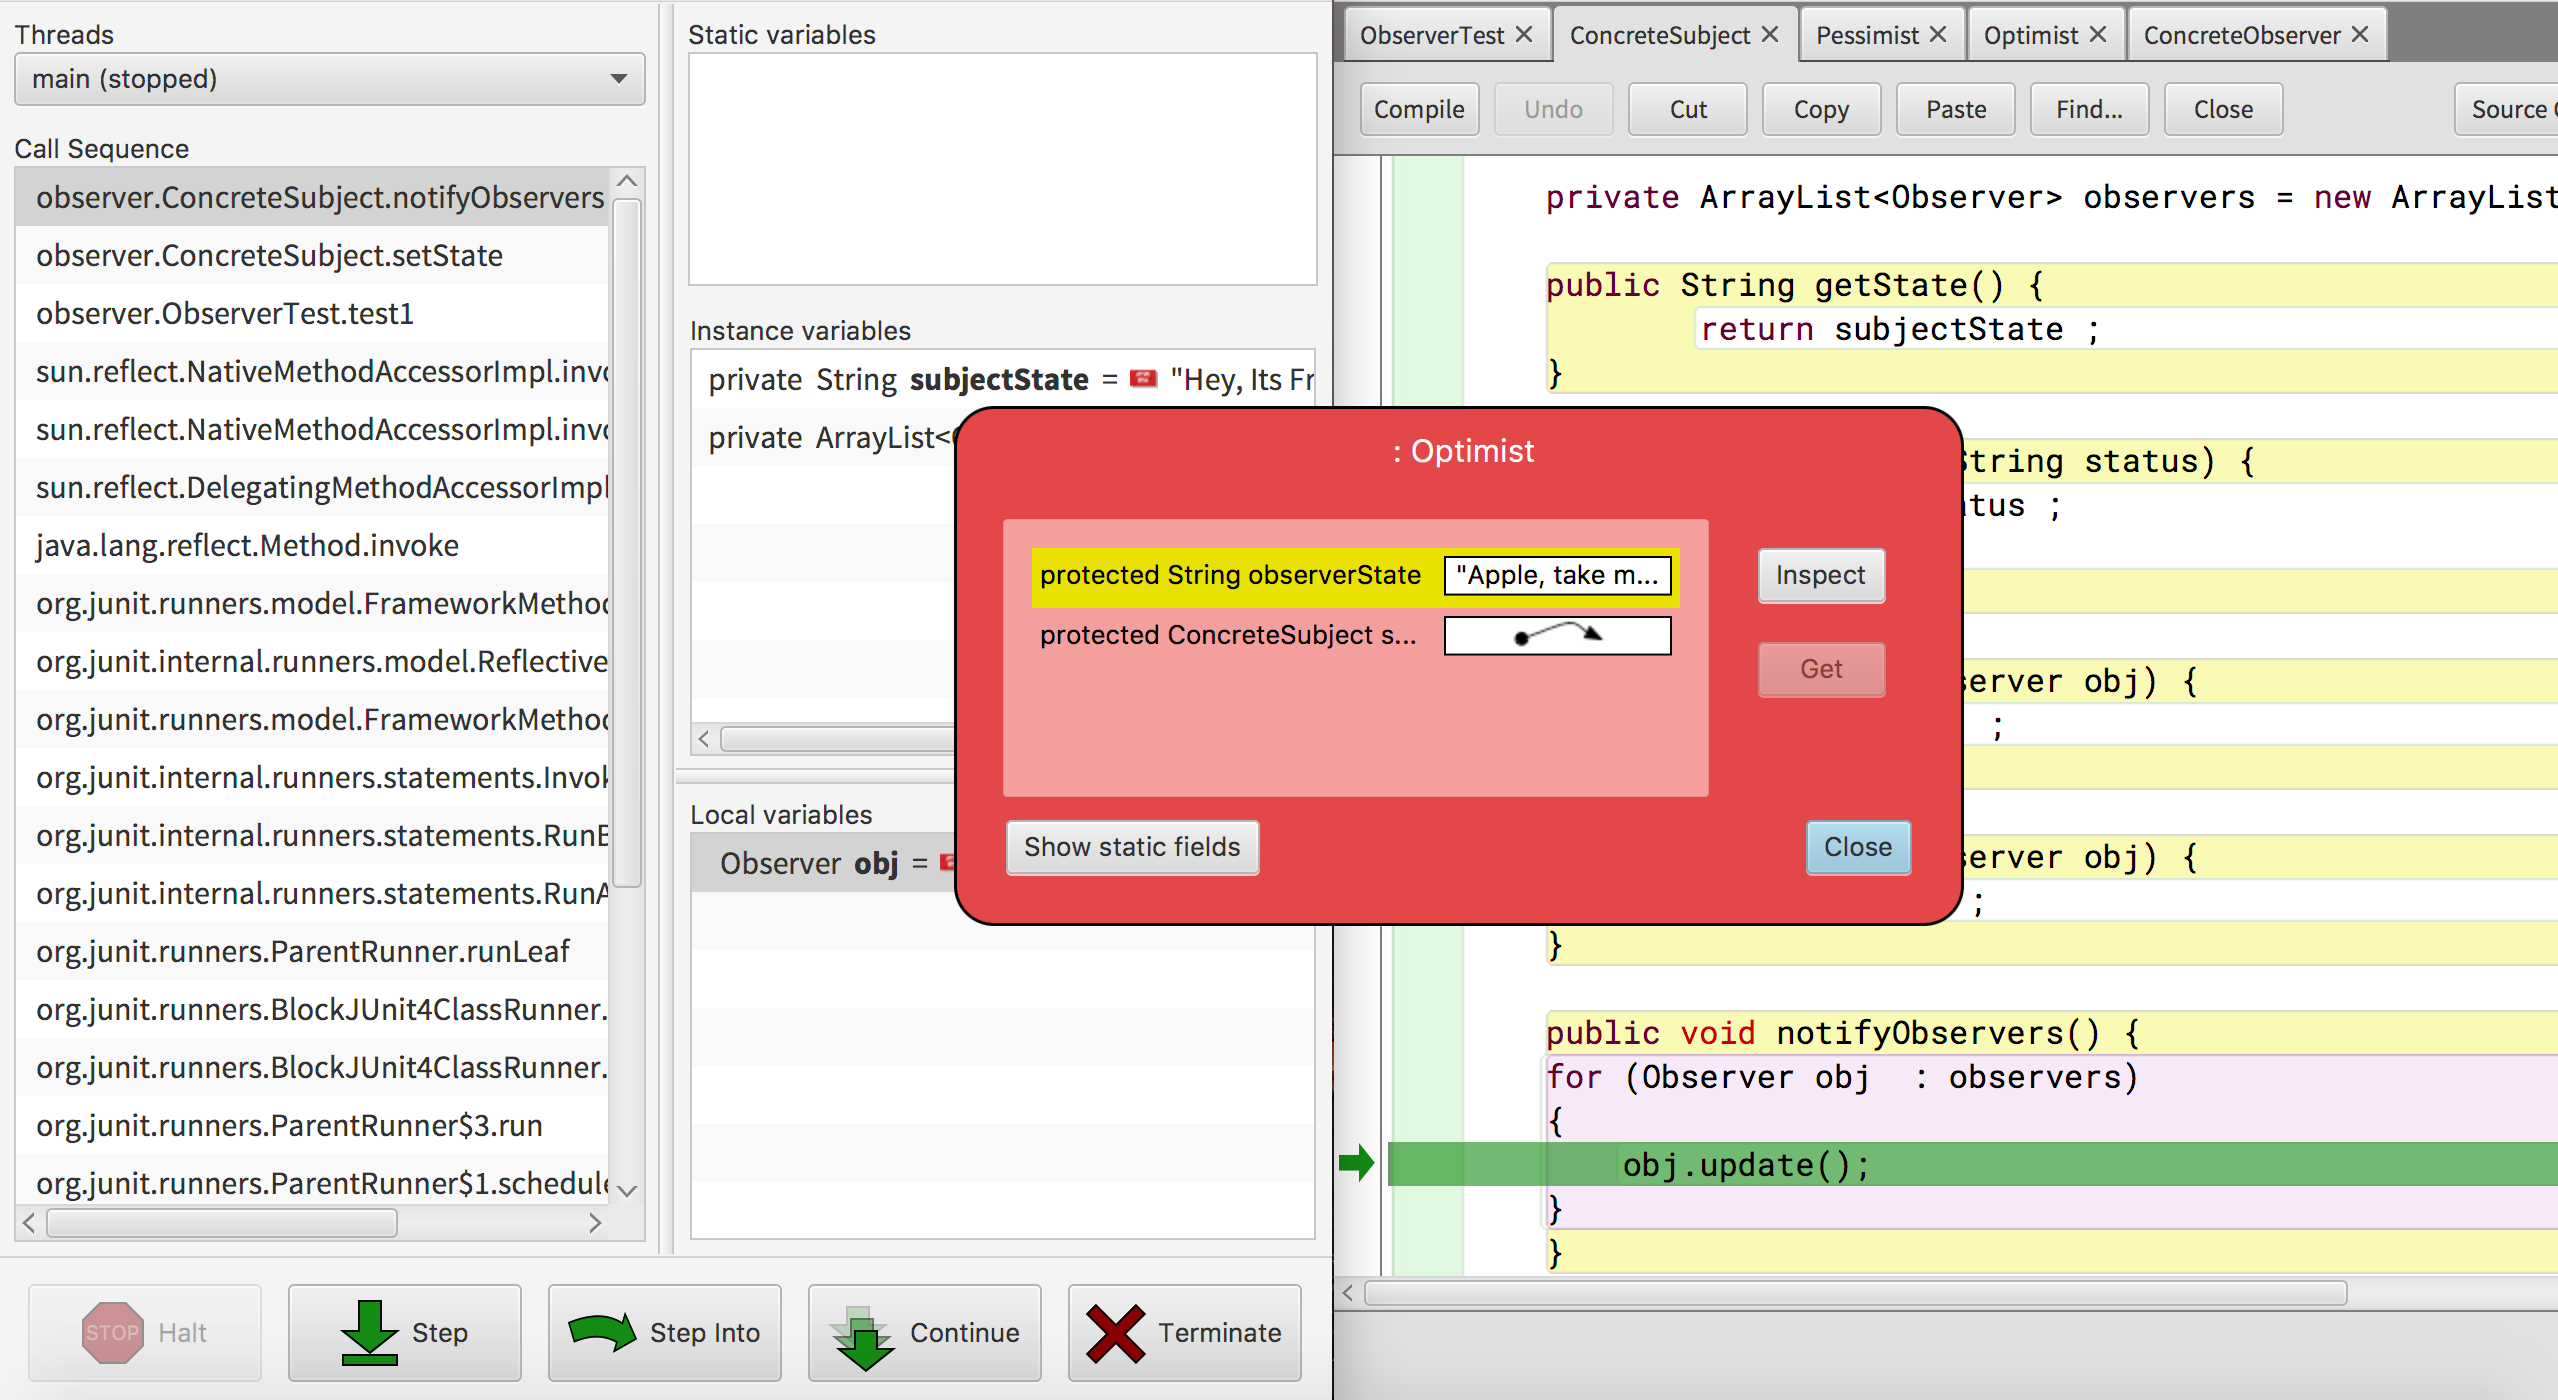 Threads
main (stopped)
Call Sequence
observer.ConcreteSubject.notifyObservers
observer.ConcreteSubject.setState
observer.ObserverTest.test1
sun.reflect.NativeMethodAccessorImpl.invo
sun.reflect.NativeMethodAccessorImpl.invo
sun.reflect.DelegatingMethodAccessorImpl
java.lang.reflect.Method.invoke
org.junit.runners.model.FrameworkMethod
org.junit.internal.runners.model.Reflective
org.junit.runners.model.FrameworkMethod
org.junit.internal.runners.statements.Invok
org.junit.internal.runners.statements.RunB
org.junit.internal.runners.statements.RunA
org.junit.runners.ParentRunner.runLeaf
org.junit.runners.BlockJUnit4ClassRunner.
org.junit.runners.BlockJUnit4ClassRunner.
org.junit.runners.ParentRunner$3.run
org.junit.runners.ParentRunner$1.schedule
STOP Halt
Step
Step Into
Continue
Terminate
Static variables
Instance variables
private String subjectState = "Hey, Its Fr
private ArrayList<
Local variables
Observer obj =
: Optimist
protected String observerState "Apple, take m...
protected ConcreteSubject s...
Inspect
Get
Show static fields
Close
ObserverTest
ConcreteSubject
Pessimist
Optimist
ConcreteObserver
Compile
Undo
Cut
Copy
Paste
Find...
Close
Source
private ArrayList<Observer> observers = new ArrayList
public String getState() {
return subjectState ;
}
String status) {
atus ;
server obj) {
;
server obj) {
;
}
public void notifyObservers() {
for (Observer obj : observers)
{
obj.update();
}
}